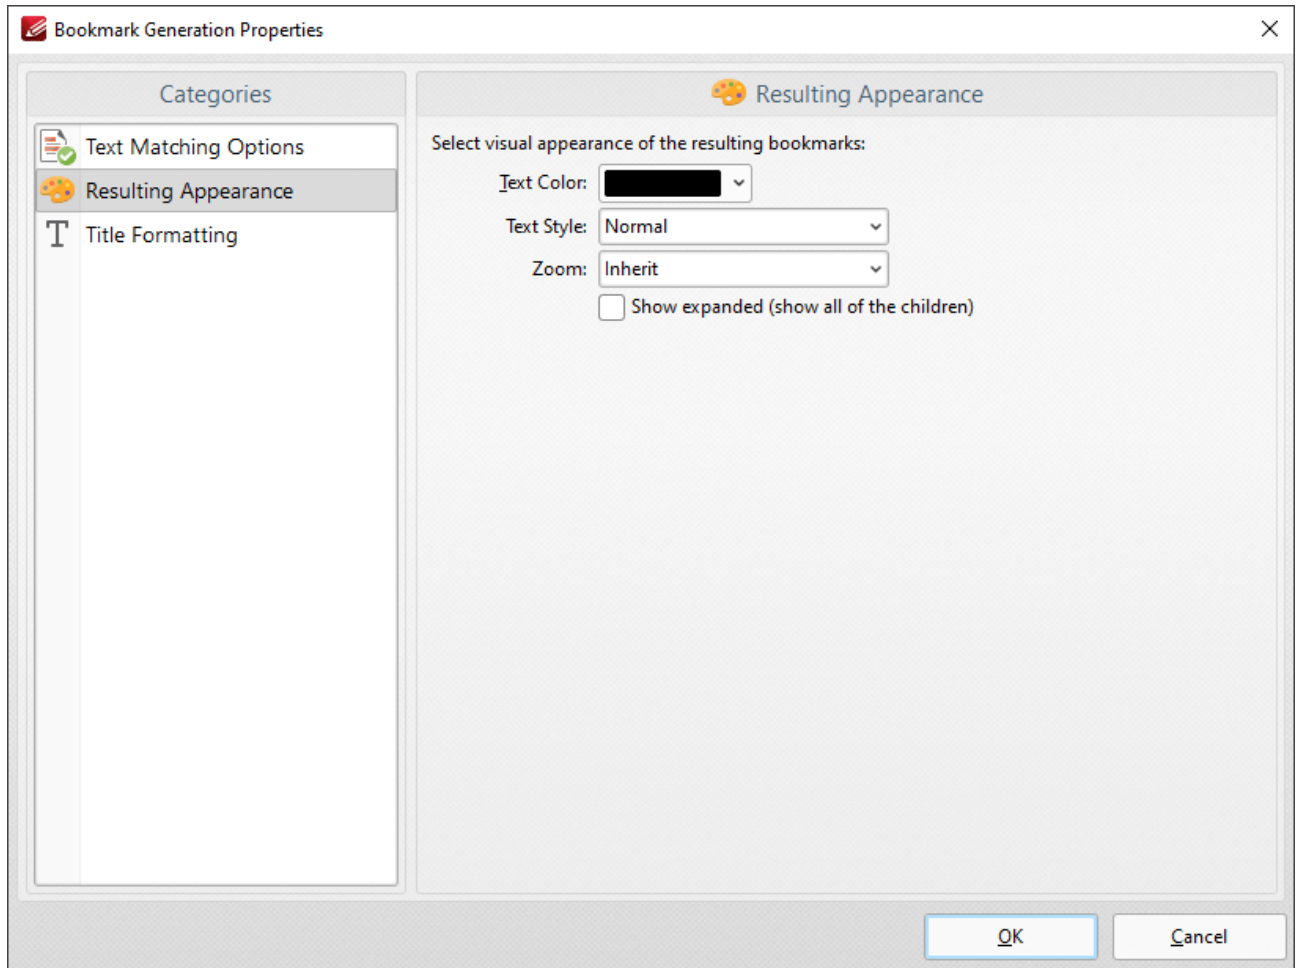 Bookmark Generation Properties
Categories
Text Matching Options
Resulting Appearance
Title Formatting
Resulting Appearance
Select visual appearance of the resulting bookmarks:
Text Color:
Text Style: Normal
Zoom: Inherit
Show expanded (show all of the children)
OK
Cancel